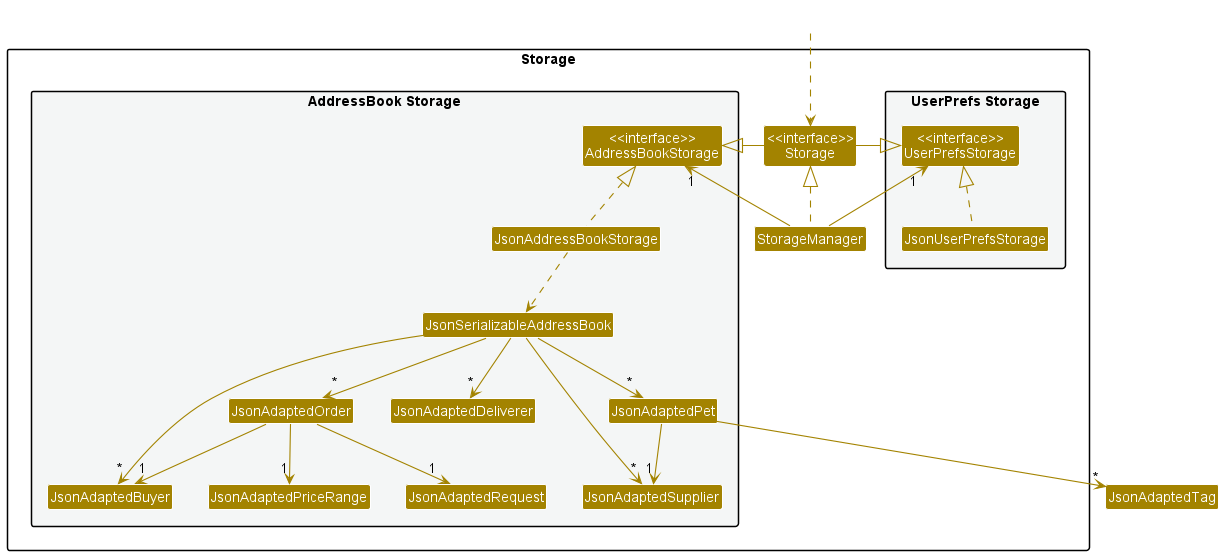 Storage
AddressBook Storage
UserPrefs Storage
<<interface>>
AddressBookStorage
<<interface>>
Storage
<<interface>>
UserPrefsStorage
1
1
JsonAddressBookStorage
StorageManager
JsonUserPrefsStorage
JsonSerializableAddressBook
*
*
*
JsonAdaptedOrder
JsonAdaptedDeliverer
JsonAdaptedPet
*
1
1
1
*
1
*
JsonAdaptedBuyer
JsonAdaptedPriceRange
JsonAdaptedRequest
JsonAdaptedSupplier
JsonAdaptedTag